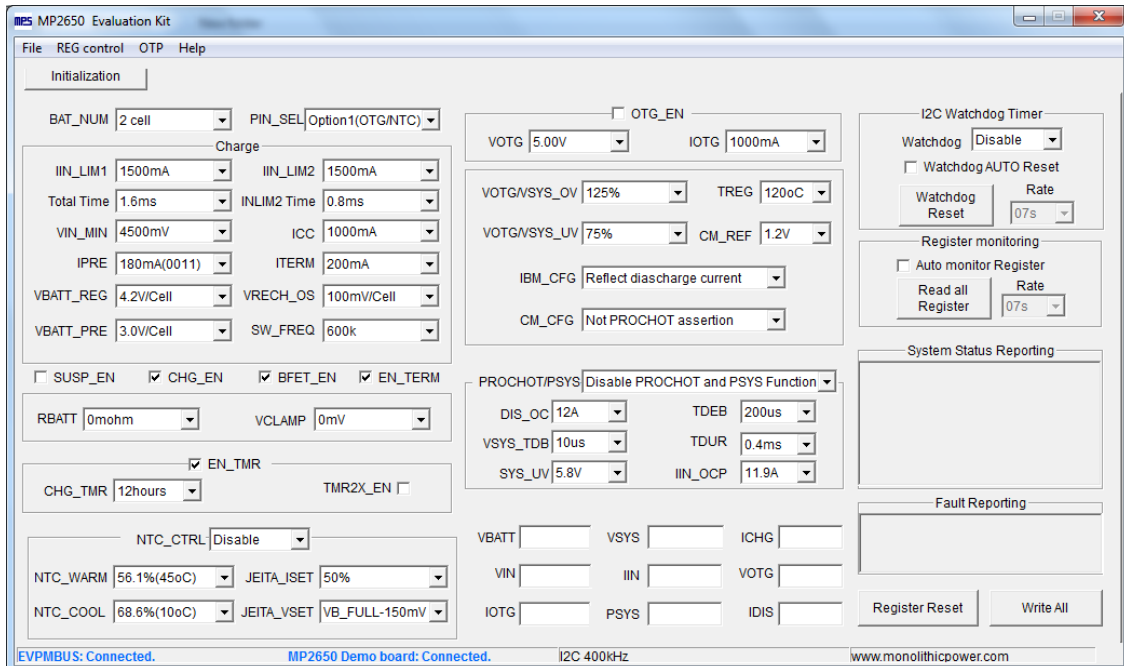 MPS MP2650 Evaluation Kit
File REG control OTP Help
Initialization
BAT_NUM 2 cell PIN_SEL Option1(OTG/NTC)
Charge
IIN_LIM1 1500mA IIN_LIM2 1500mA
Total Time 1.6ms INLIM2 Time 0.8ms
VIN_MIN 4500mV ICC 1000mA
IPRE 180mA(0011) ITERM 200mA
VBATT_REG 4.2V/Cell VRECH_OS 100mV/Cell
VBATT_PRE 3.0V/Cell SW_FREQ 600k
SUSP_EN CHG_EN BFET_EN EN_TERM
RBATT 0mohm VCLAMP 0mV
EN_TMR
CHG_TMR 12hours TMR2X_EN
NTC_CTRL Disable
NTC_WARM 56.1%(45oC) JEITA_ISET 50%
NTC_COOL 68.6%(10oC) JEITA_VSET VB_FULL-150mV
OTG_EN
VOTG 5.00V IOTG 1000mA
VOTG/VSYS_OV 125% TREG 120oC
VOTG/VSYS_UV 75% CM_REF 1.2V
IBM_CFG Reflect diascharge current
CM_CFG Not PROCHOT assertion
PROCHOT/PSYS Disable PROCHOT and PSYS Function
DIS_OC 12A TDEB 200us
VSYS_TDB 10us TDUR 0.4ms
SYS_UV 5.8V IIN_OCP 11.9A
VBATT VSYS ICHG
VIN IIN VOTG
IOTG PSYS IDIS
I2C Watchdog Timer
Watchdog Disable
Watchdog AUTO Reset
Watchdog Reset
Rate
07s
Register monitoring
Auto monitor Register
Read all Register
Rate
07s
System Status Reporting
Fault Reporting
Register Reset Write All
EVPMBUS: Connected. MP2650 Demo board: Connected. I2C 400kHz www.monolithicpower.com